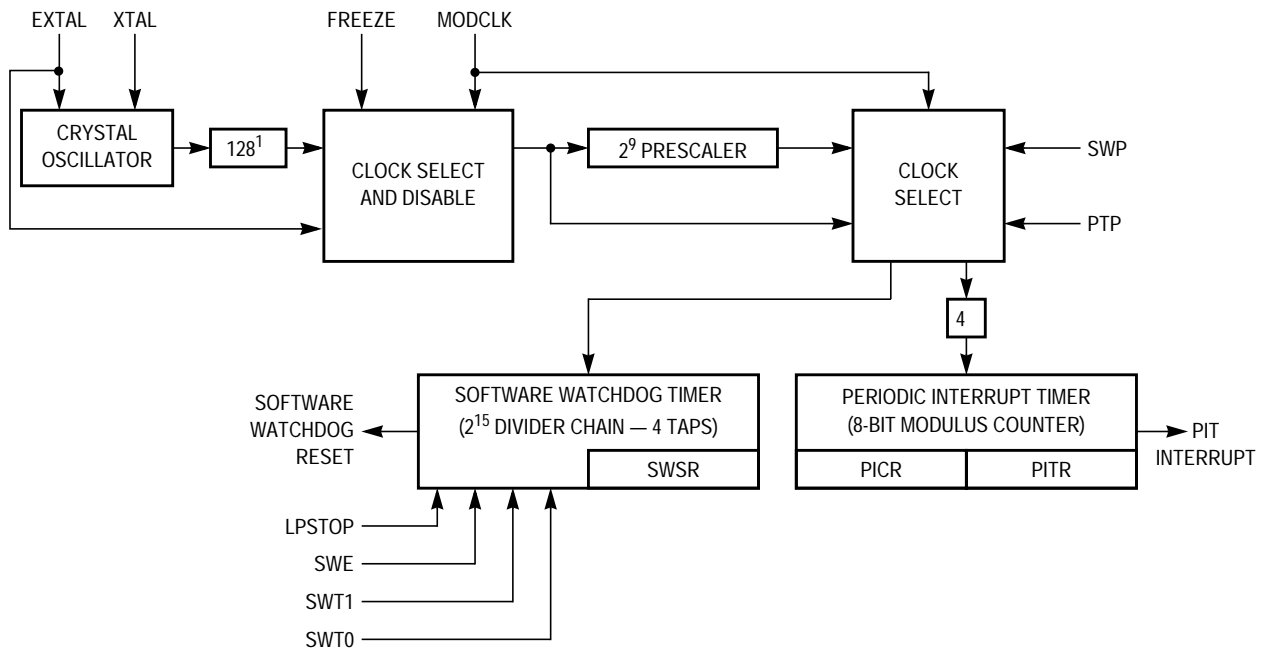 EXTAL XTAL FREEZE MODCLK
CRYSTAL
OSCILLATOR
128¹
CLOCK SELECT
AND DISABLE
2⁹ PRESCALER
CLOCK
SELECT
SWP
PTP
4
SOFTWARE
WATCHDOG
RESET
SOFTWARE WATCHDOG TIMER
(2¹⁵ DIVIDER CHAIN — 4 TAPS)
SWSR
PERIODIC INTERRUPT TIMER
(8-BIT MODULUS COUNTER)
PICR PITR
PIT
INTERRUPT
LPSTOP
SWE
SWT1
SWT0